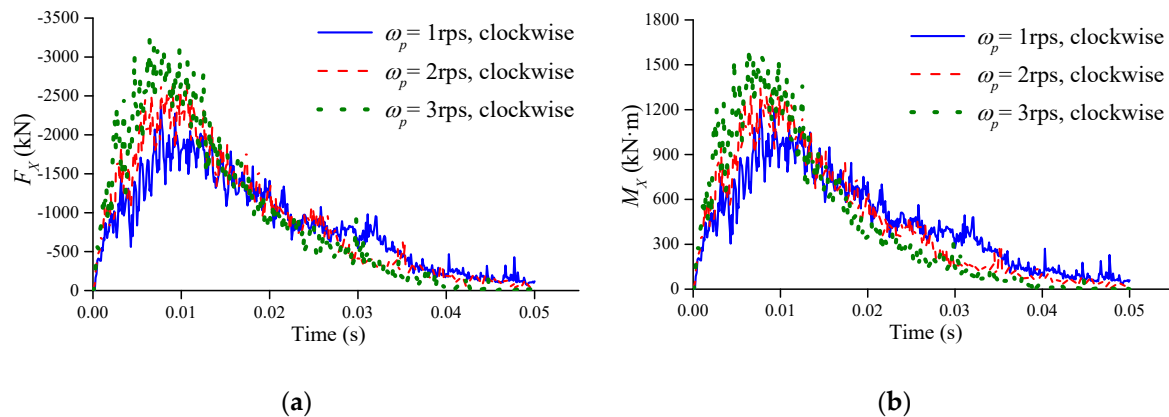 -3500
-3000
-2500
-2000
-1500
-1000
-500
0
F_X (kN)
0.00 0.01 0.02 0.03 0.04 0.05
Time (s)
ω_p = 1rps, clockwise
ω_p = 2rps, clockwise
ω_p = 3rps, clockwise
(a)
1800
1500
1200
900
600
300
0
M_X (kN·m)
0.00 0.01 0.02 0.03 0.04 0.05
Time (s)
ω_p = 1rps, clockwise
ω_p = 2rps, clockwise
ω_p = 3rps, clockwise
(b)